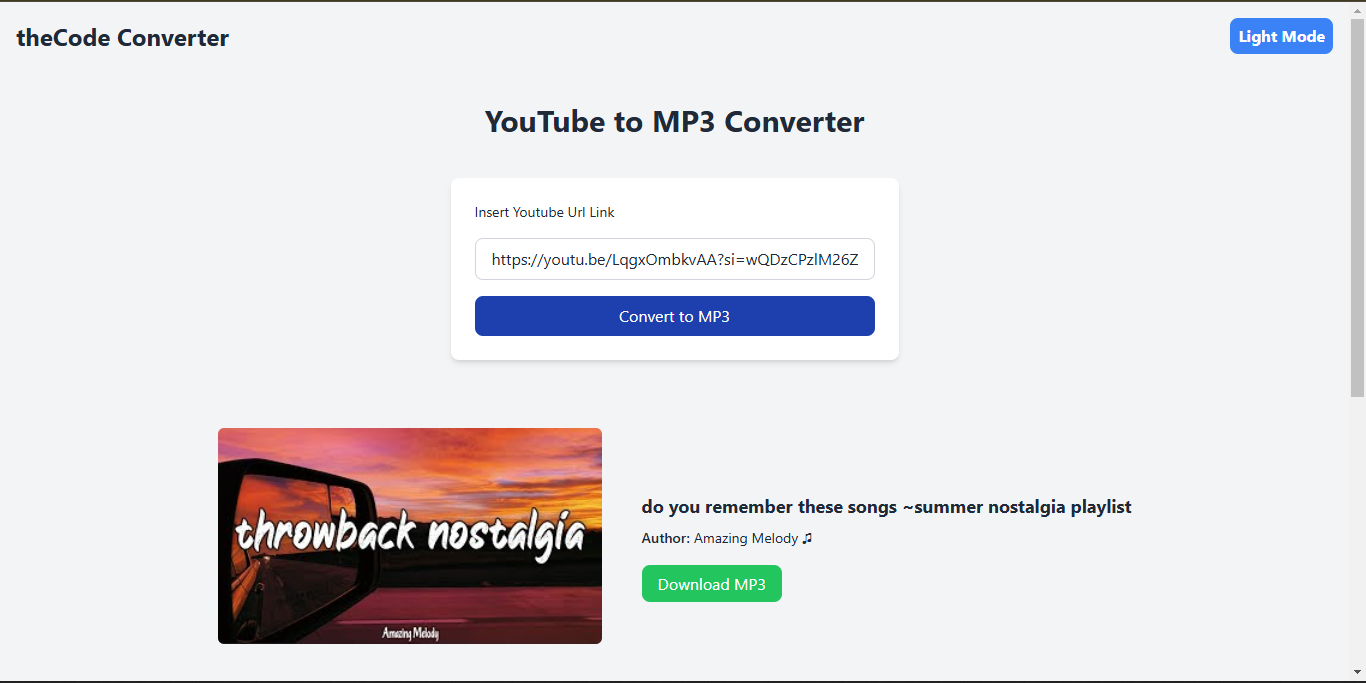 theCode Converter
Light Mode
YouTube to MP3 Converter
Insert Youtube Url Link
https://youtu.be/LqgxOmbkvAA?si=wQDzCPzlM26Z
Convert to MP3
throwback nostalgia
Amazing Melody
do you remember these songs ~summer nostalgia playlist
Author: Amazing Melody ♫
Download MP3